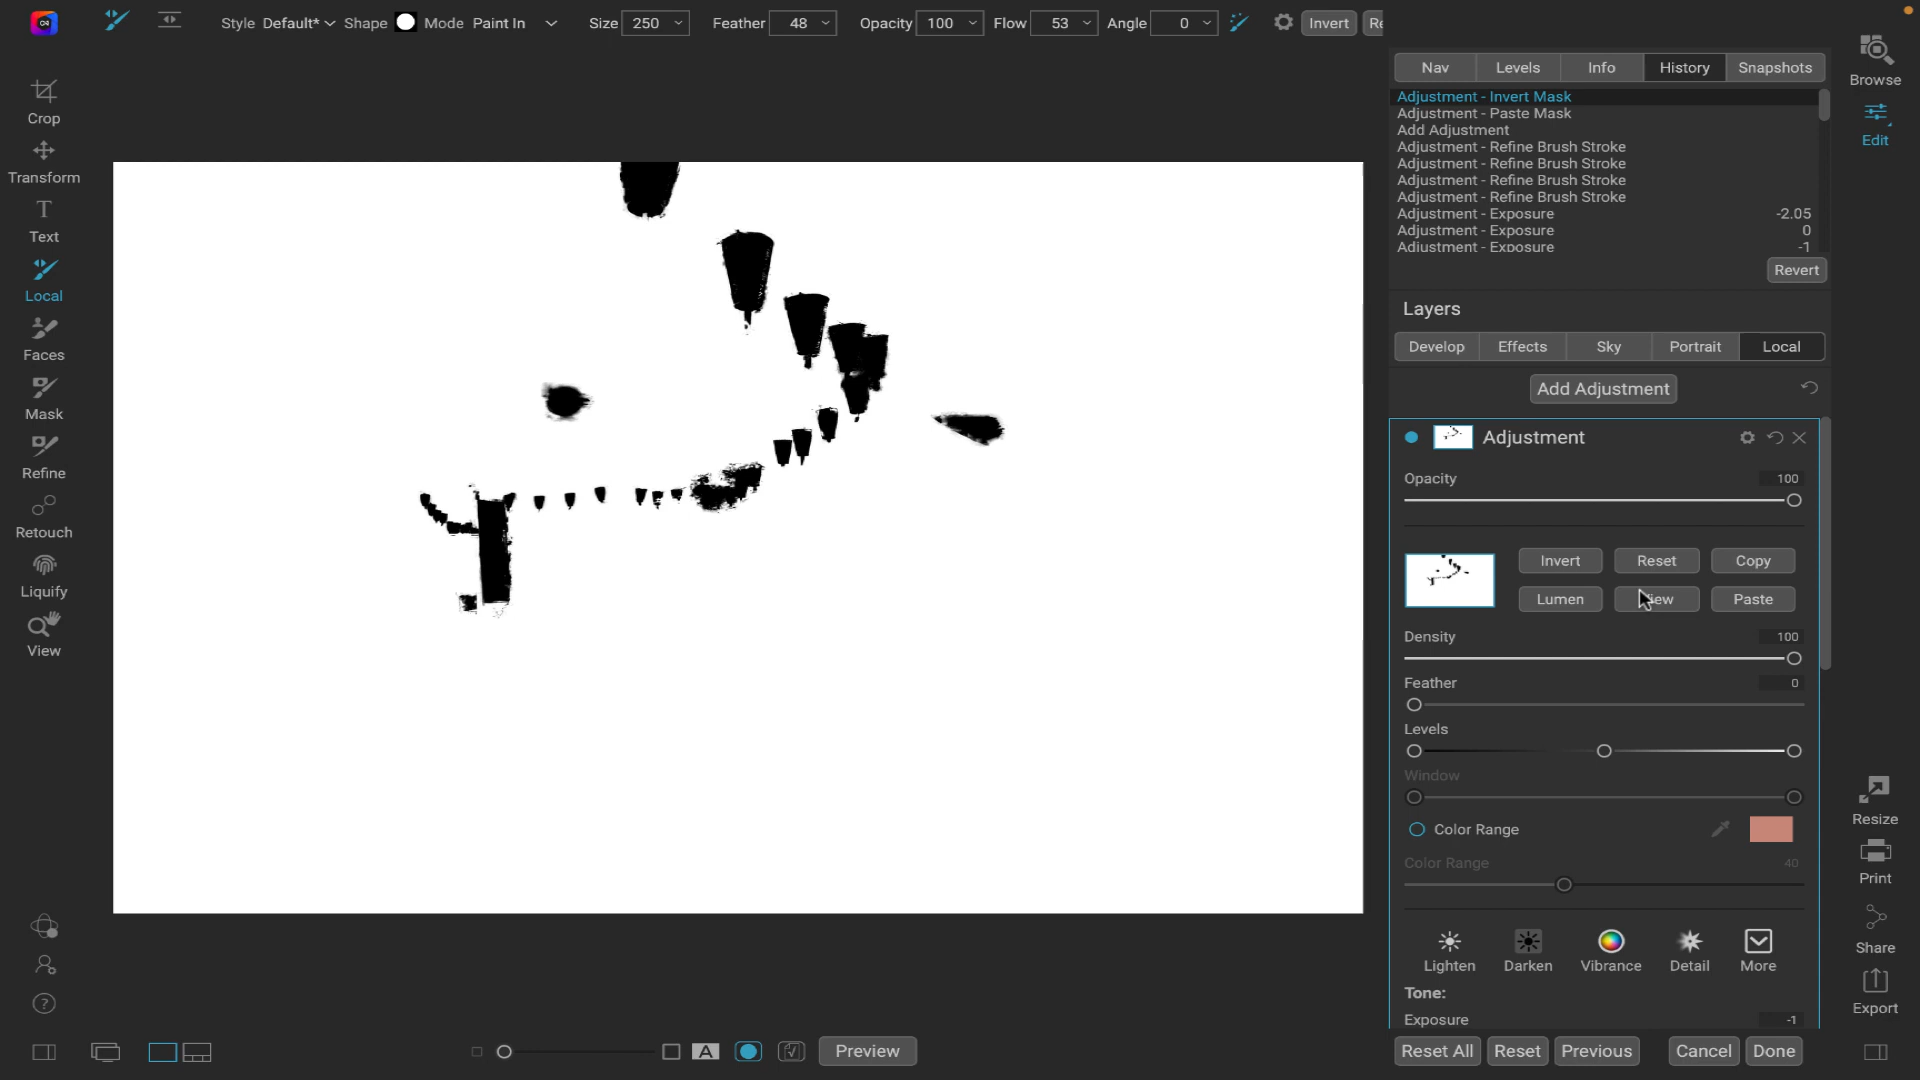 Style Default* Shape Mode Paint In Size 250 Feather 48 Opacity 100 Flow 53 Angle 0 Invert Re
Crop
Transform
Text
Local
Faces
Mask
Refine
Retouch
Liquify
View
Nav Levels Info History Snapshots
Adjustment - Invert Mask
Adjustment - Paste Mask
Add Adjustment
Adjustment - Refine Brush Stroke
Adjustment - Refine Brush Stroke
Adjustment - Refine Brush Stroke
Adjustment - Refine Brush Stroke
Adjustment - Exposure -2.05
Adjustment - Exposure 0
Adjustment - Exposure -1
Revert
Layers
Develop Effects Sky Portrait Local
Add Adjustment
Adjustment
Opacity 100
Invert Reset Copy
Lumen Paste
Density 100
Feather 0
Levels
Window
Color Range
Color Range 40
Lighten Darken Vibrance Detail More
Tone:
Exposure -1
Reset All Reset Previous Cancel Done
Browse
Edit
Resize
Print
Share
Export
A Preview